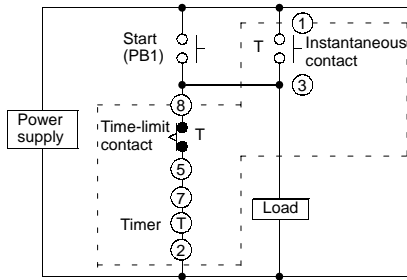 1
Start
(PB1)
T
Instantaneous
contact
3
8
Power
supply
Time-limit
contact
T
5
7
Timer
T
Load
2